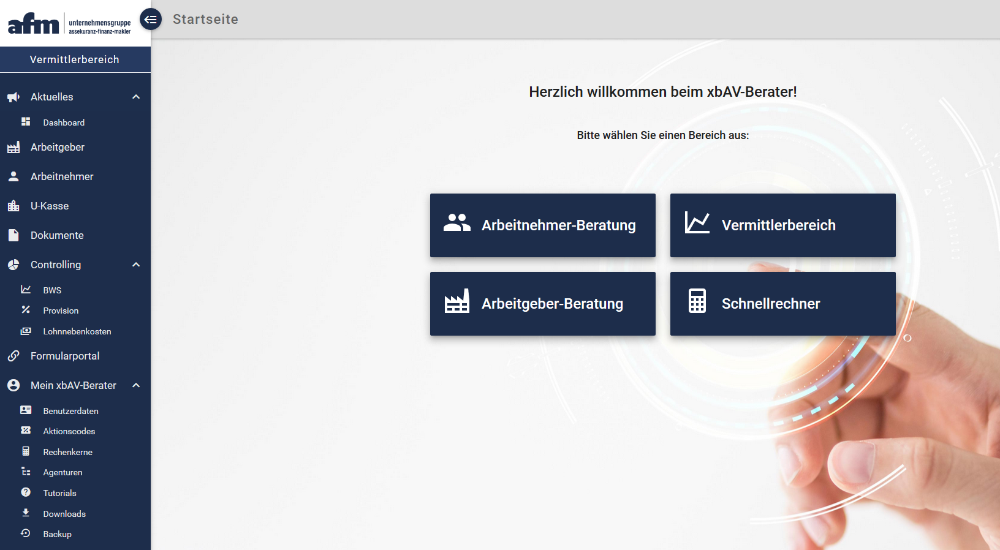 afm
unternehmensgruppe
assekuranz-finanz-makler
Startseite
Vermittlerbereich
Aktuelles
Dashboard
Arbeitgeber
Arbeitnehmer
U-Kasse
Dokumente
Controlling
BWS
Provision
Lohnnebenkosten
Formularportal
Mein xbAV-Berater
Benutzerdaten
Aktionscodes
Rechenkerne
Agenturen
Tutorials
Downloads
Backup
Herzlich willkommen beim xbAV-Berater!
Bitte wählen Sie einen Bereich aus:
Arbeitnehmer-Beratung
Vermittlerbereich
Arbeitgeber-Beratung
Schnellrechner